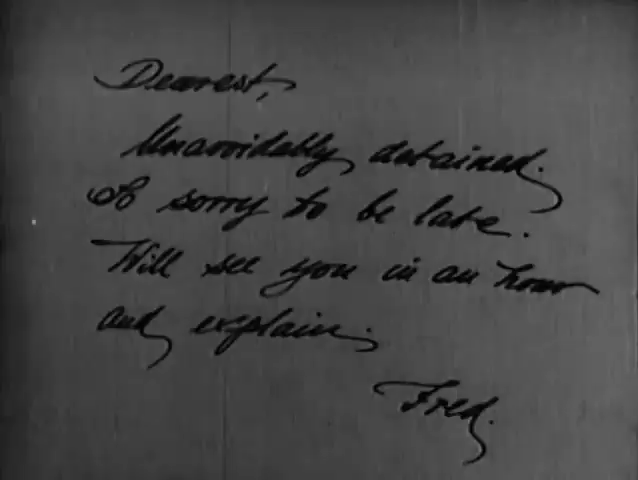 Dearest,
Unavoidably detained.
So sorry to be late.
Will see you in an hour
and explain.
Fred.